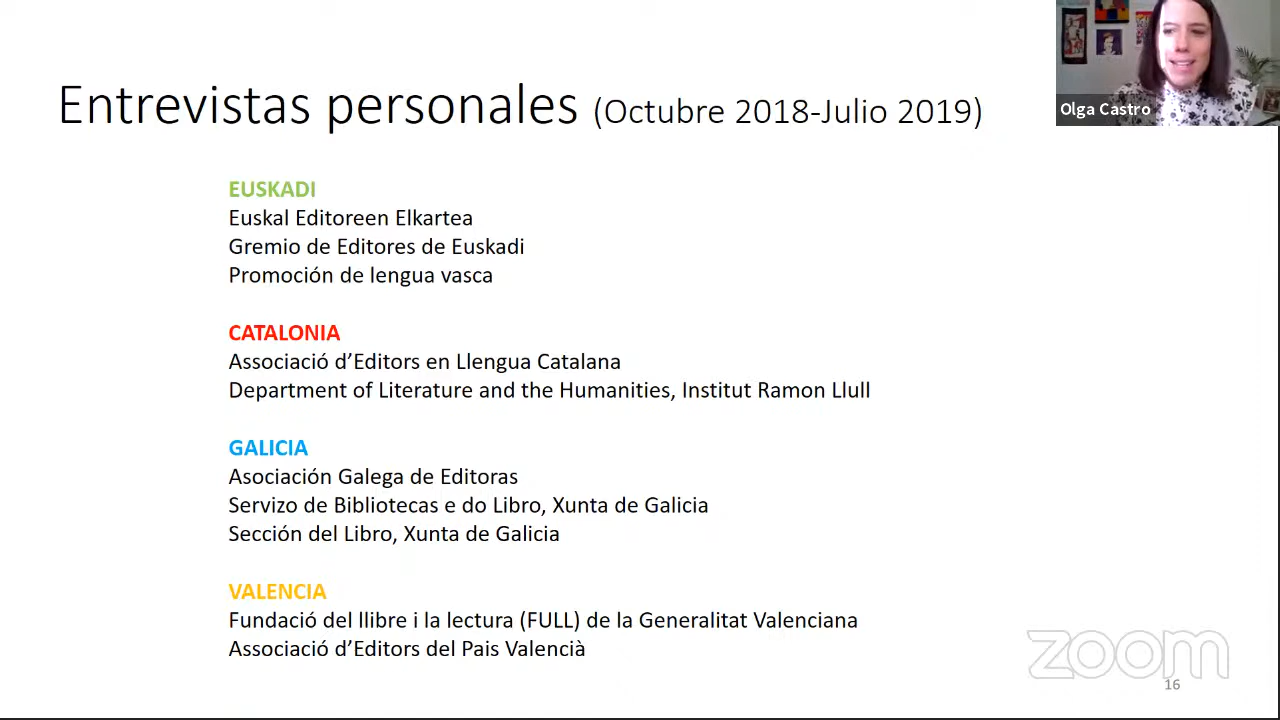 Entrevistas personales (Octubre 2018-Julio 2019)
Olga Castro
EUSKADI
Euskal Editoreen Elkartea
Gremio de Editores de Euskadi
Promoción de lengua vasca
CATALONIA
Associació d’Editors en Llengua Catalana
Department of Literature and the Humanities, Institut Ramon Llull
GALICIA
Asociación Galega de Editoras
Servizo de Bibliotecas e do Libro, Xunta de Galicia
Sección del Libro, Xunta de Galicia
VALENCIA
Fundació del llibre i la lectura (FULL) de la Generalitat Valenciana
Associació d’Editors del Pais Valencià
zoom
16